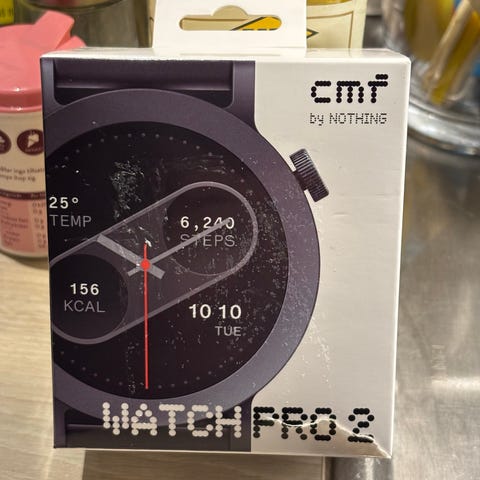 cmf
by NOTHING
25°
TEMP
6,240
STEPS
156
KCAL
10 10
TUE
WATCH PRO 2